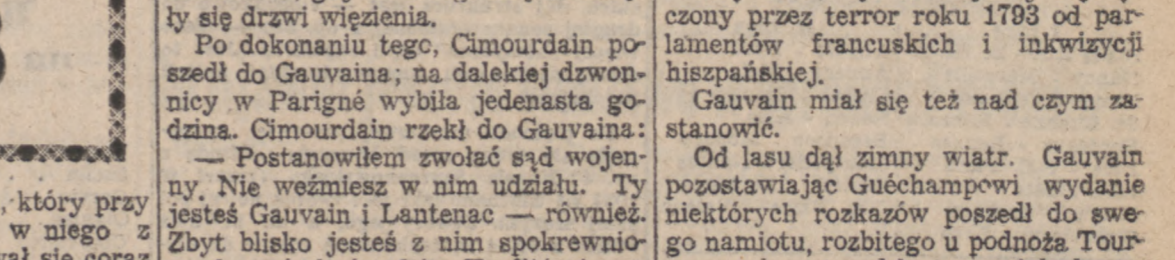 , który przy
w niego z
ły się drzwi więzienia.
Po dokonaniu tego, Cimourdain po-
szedł do Gauvaina; na dalekiej dzwon-
nicy w Parigné wybiła jedenasta go-
dzina. Cimourdain rzekł do Gauvaina:
— Postanowiłem zwołać sąd wojen-
ny. Nie weźmiesz w nim udziału. Ty
jesteś Gauvain i Lantenac — również.
Zbyt blisko jesteś z nim spokrewnio-
czony przez terror roku 1793 od par-
lamentów francuskich i inkwizycji
hiszpańskiej.
Gauvain miał się też nad czym za-
stanowić.
Od lasu dął zimny wiatr. Gauvain
pozostawiając Guéchampowi wydanie
niektórych rozkazów poszedł do swe-
go namiotu, rozbitego u podnoża Tour-